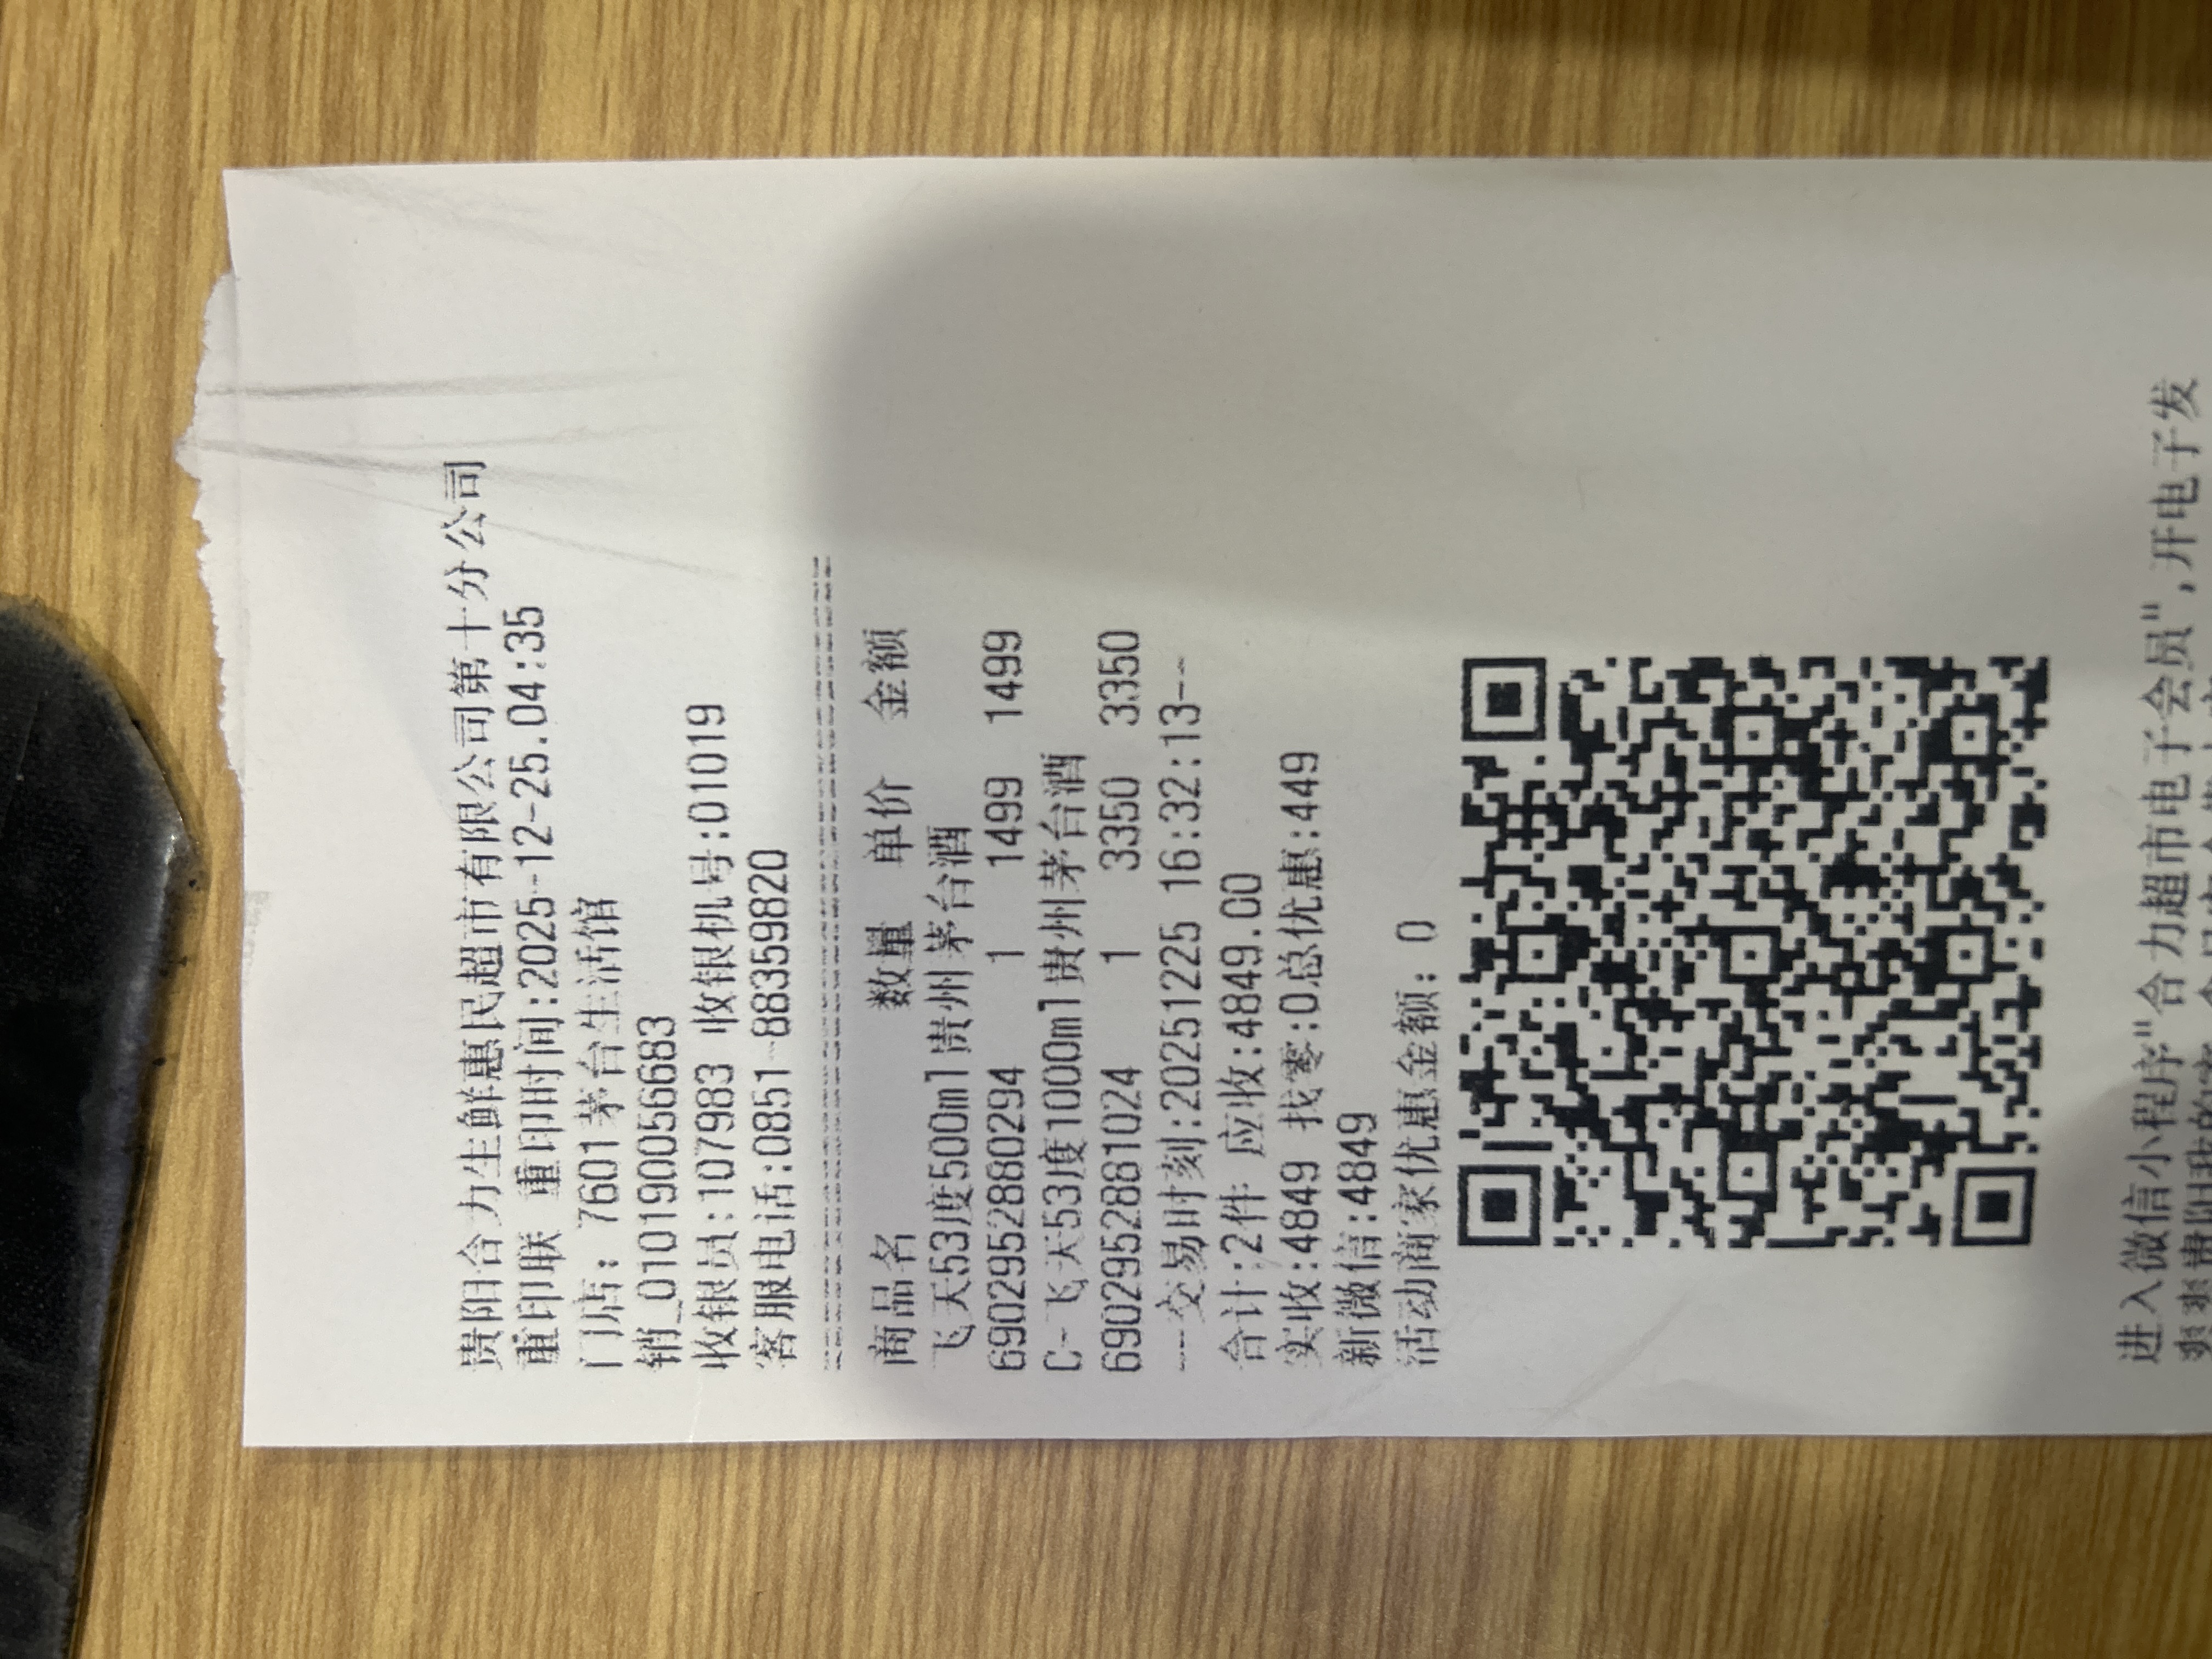 贵阳合力生鲜惠民超市有限公司第十分公司
重印联 重印时间:2025-12-25.04:35
门店: 7601茅台生活馆
销_010190056683
收银员:107983 收银机号:01019
客服电话:0851-88359820
商品名 数量 单价 金额
飞天53度500ml贵州茅台酒
6902952880294 1 1499 1499
C-飞天53度1000ml贵州茅台酒
6902952881024 1 3350 3350
---交易时刻:20251225 16:32:13--
合计:2件 应收:4849.00
实收:4849 找零:0总优惠:449
新微信:4849
活动商家优惠金额: 0
进入微信小程序"合力超市电子会员",开电子发